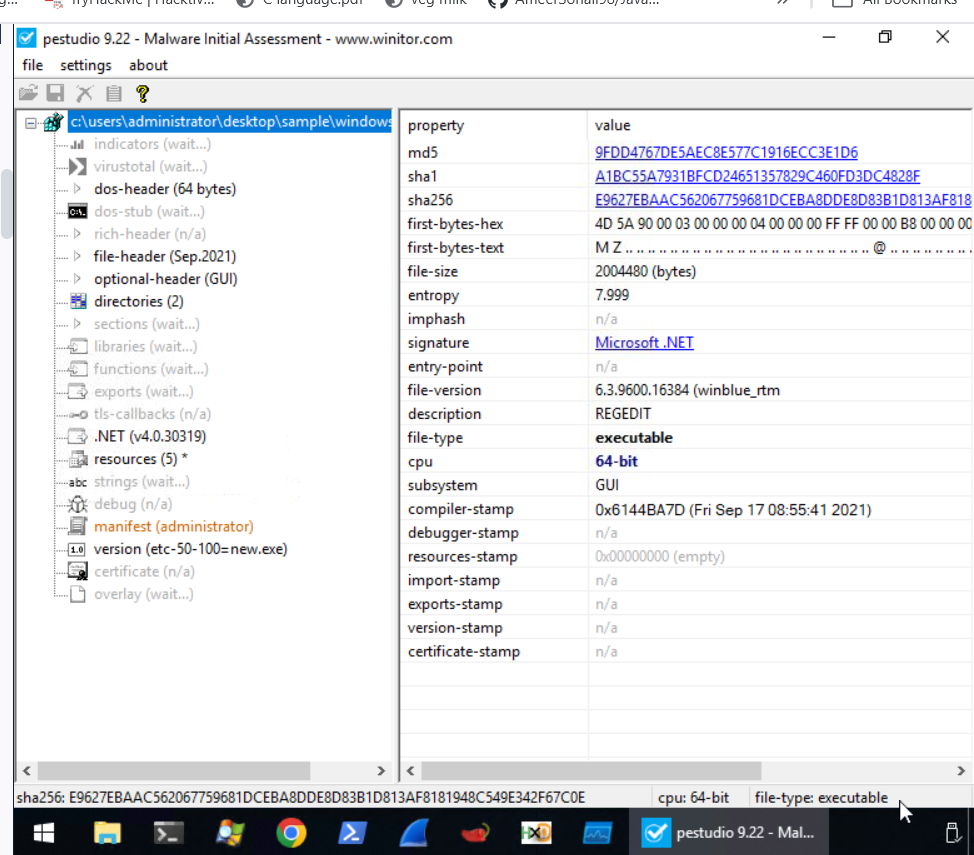 TryHackMe | Hacktiv...
C language.pdf
veg milk
AmeerSohail98/Java...
»
All Bookmarks
pestudio 9.22 - Malware Initial Assessment - www.winitor.com
file settings about
c:\users\administrator\desktop\sample\windows
indicators (wait...)
virustotal (wait...)
dos-header (64 bytes)
dos-stub (wait...)
rich-header (n/a)
file-header (Sep.2021)
optional-header (GUI)
directories (2)
sections (wait...)
libraries (wait...)
functions (wait...)
exports (wait...)
tls-callbacks (n/a)
.NET (v4.0.30319)
resources (5) *
abc strings (wait...)
debug (n/a)
manifest (administrator)
1.0 version (etc-50-100=new.exe)
certificate (n/a)
overlay (wait...)
property value
md5 9FDD4767DE5AEC8E577C1916ECC3E1D6
sha1 A1BC55A7931BFCD24651357829C460FD3DC4828F
sha256 E9627EBAAC562067759681DCEBA8DDE8D83B1D813AF818
first-bytes-hex 4D 5A 90 00 03 00 00 00 04 00 00 00 FF FF 00 00 B8 00 00 00
first-bytes-text M Z .. .. .. .. .. .. .. .. .. .. .. .. .. .. .. .. .. .. .. .. @ .. .. .. .. .. .. ..
file-size 2004480 (bytes)
entropy 7.999
imphash n/a
signature Microsoft .NET
entry-point n/a
file-version 6.3.9600.16384 (winblue_rtm
description REGEDIT
file-type executable
cpu 64-bit
subsystem GUI
compiler-stamp 0x6144BA7D (Fri Sep 17 08:55:41 2021)
debugger-stamp n/a
resources-stamp 0x00000000 (empty)
import-stamp n/a
exports-stamp n/a
version-stamp n/a
certificate-stamp n/a
sha256: E9627EBAAC562067759681DCEBA8DDE8D83B1D813AF8181948C549E342F67C0E cpu: 64-bit file-type: executable
pestudio 9.22 - Mal...